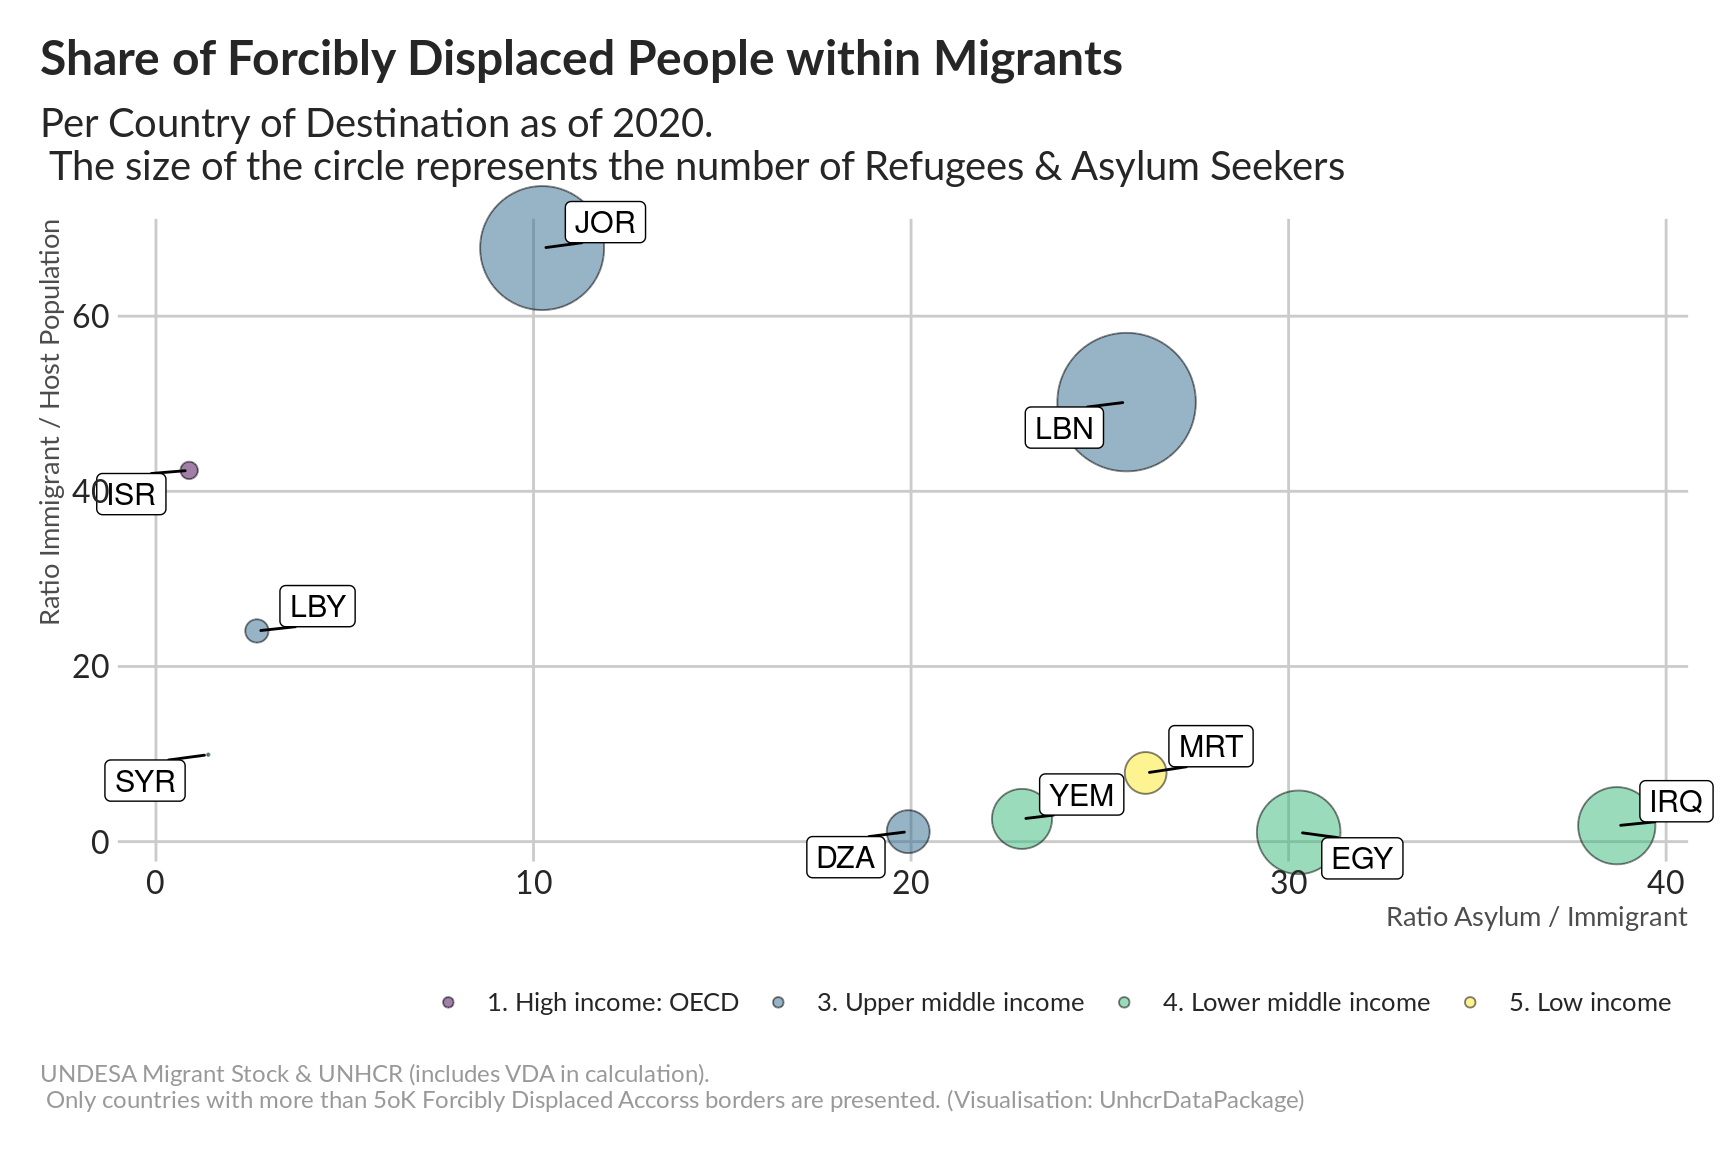 Share of Forcibly Displaced People within Migrants
Per Country of Destination as of 2020.
The size of the circle represents the number of Refugees & Asylum Seekers
Ratio Immigrant / Host Population
60
40
20
0
JOR
LBN
ISR
LBY
SYR
MRT
YEM
IRQ
DZA
EGY
0 10 20 30 40
Ratio Asylum / Immigrant
1. High income: OECD 3. Upper middle income 4. Lower middle income 5. Low income
UNDESA Migrant Stock & UNHCR (includes VDA in calculation).
Only countries with more than 5oK Forcibly Displaced Accorss borders are presented. (Visualisation: UnhcrDataPackage)